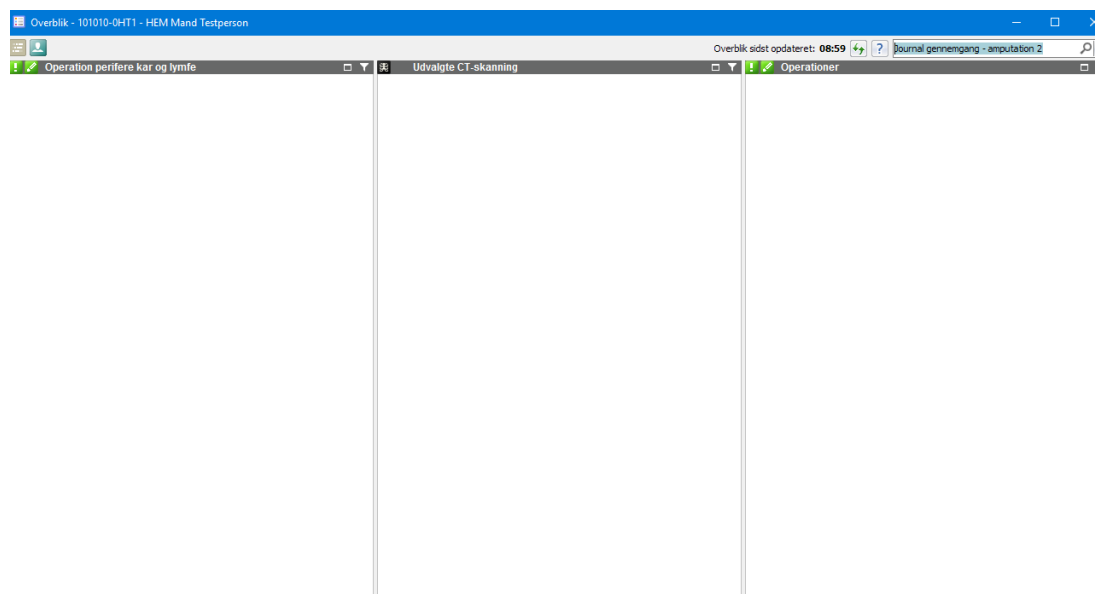 Overblik - 101010-0HT1 - HEM Mand Testperson
Overblik sidst opdateret: 08:59 ? Journal gennemgang - amputation 2
Operation perifere kar og lymfe
Udvalgte CT-skanning
Operationer